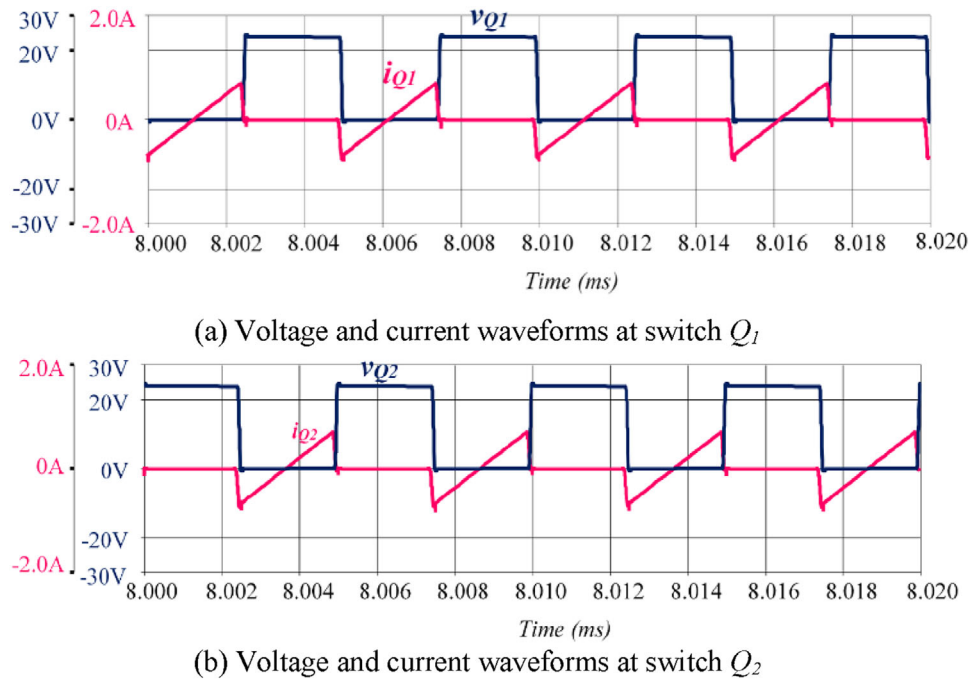 30V 2.0A vQ1
20V
iQ1
0V 0A
-20V
-30V -2.0A
8.000 8.002 8.004 8.006 8.008 8.010 8.012 8.014 8.016 8.018 8.020
Time (ms)
(a) Voltage and current waveforms at switch Q1
2.0A 30V vQ2
20V
iQ2
0A 0V
-20V
-2.0A -30V
8.000 8.002 8.004 8.006 8.008 8.010 8.012 8.014 8.016 8.018 8.020
Time (ms)
(b) Voltage and current waveforms at switch Q2